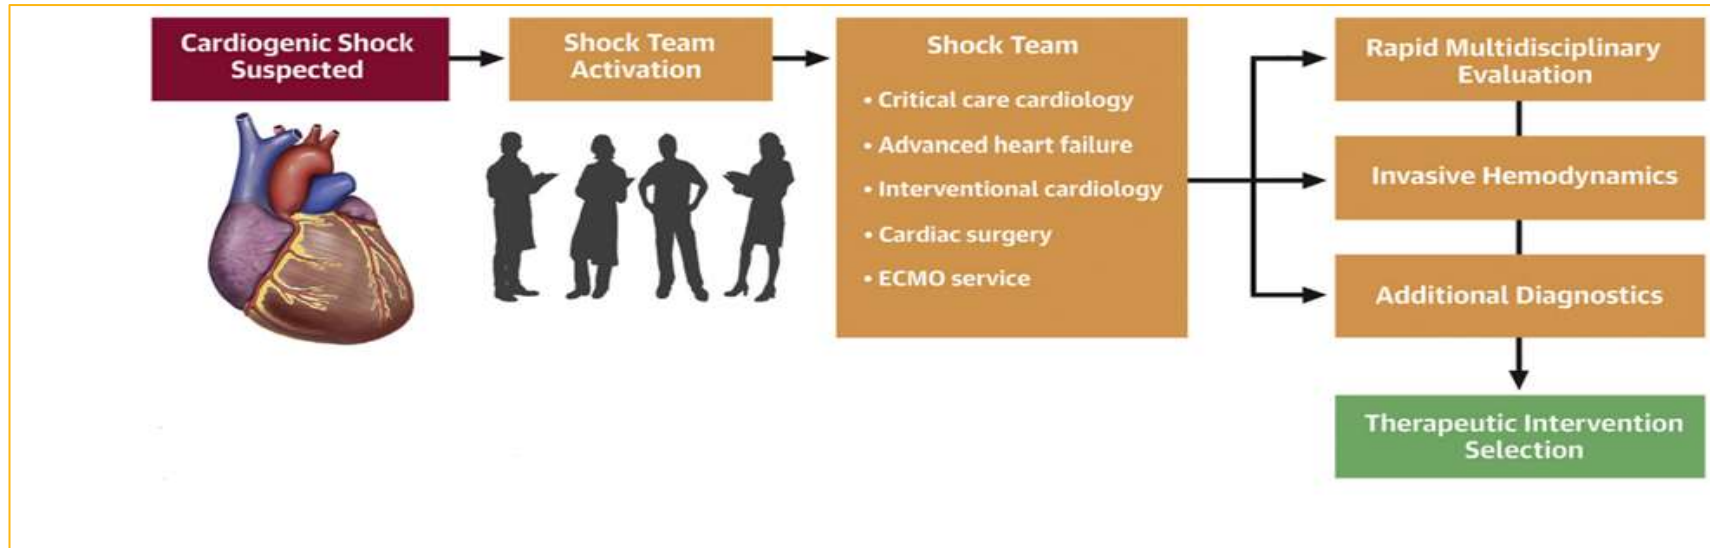 Cardiogenic Shock
Suspected
Shock Team
Activation
Shock Team
• Critical care cardiology
• Advanced heart failure
• Interventional cardiology
• Cardiac surgery
• ECMO service
Rapid Multidisciplinary
Evaluation
Invasive Hemodynamics
Additional Diagnostics
Therapeutic Intervention
Selection